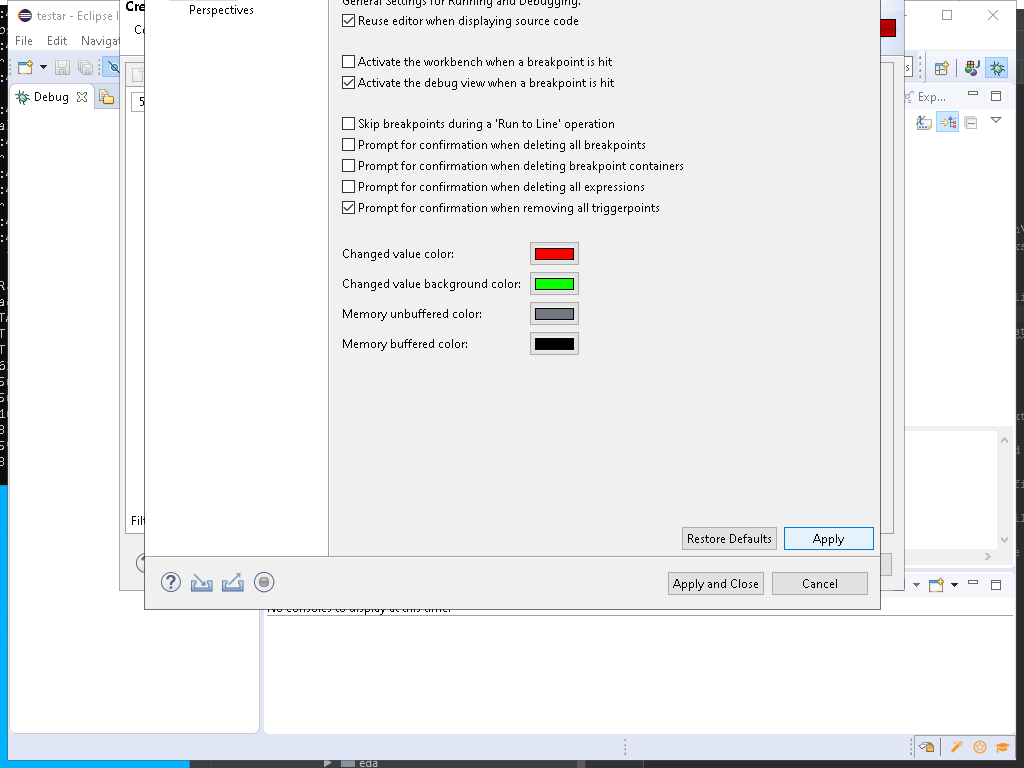 Perspectives
General Settings for Running and Debugging.
Reuse editor when displaying source code
Activate the workbench when a breakpoint is hit
Activate the debug view when a breakpoint is hit
Skip breakpoints during a 'Run to Line' operation
Prompt for confirmation when deleting all breakpoints
Prompt for confirmation when deleting breakpoint containers
Prompt for confirmation when deleting all expressions
Prompt for confirmation when removing all triggerpoints
Changed value color:
Changed value background color:
Memory unbuffered color:
Memory buffered color:
Restore Defaults
Apply
Apply and Close
Cancel
testar - Eclipse
File Edit Navigat
Debug
Cre
Exp...
No consoles to display at this time.
eda